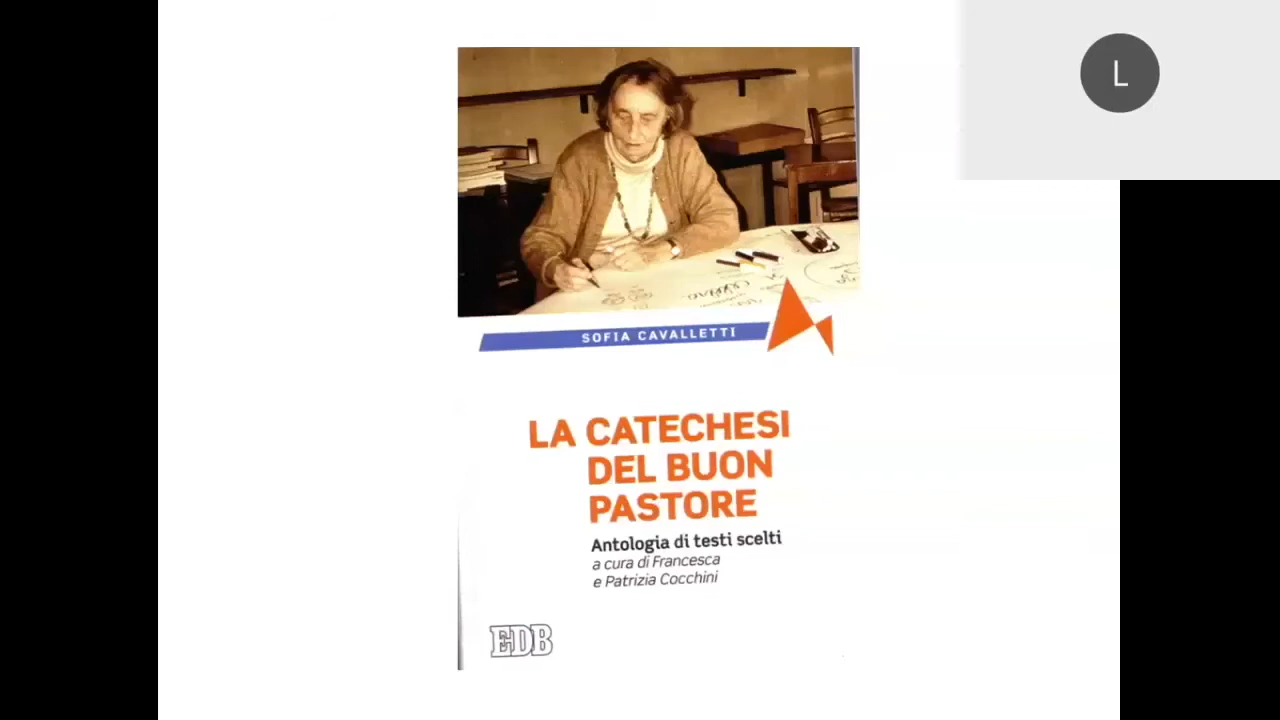 L
SOFIA CAVALLETTI
LA CATECHESI
DEL BUON
PASTORE
Antologia di testi scelti
a cura di Francesca
e Patrizia Cocchini
EDB